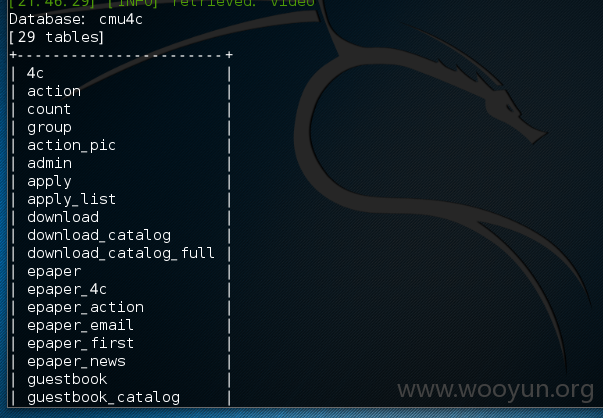 [21:46:29] [INFO] retrieved: video
Database: cmu4c
[29 tables]
+-----------------------+
| 4c |
| action |
| count |
| group |
| action_pic |
| admin |
| apply |
| apply_list |
| download |
| download_catalog |
| download_catalog_full |
| epaper |
| epaper_4c |
| epaper_action |
| epaper_email |
| epaper_first |
| epaper_news |
| guestbook |
| guestbook_catalog |
www.wooyun.org